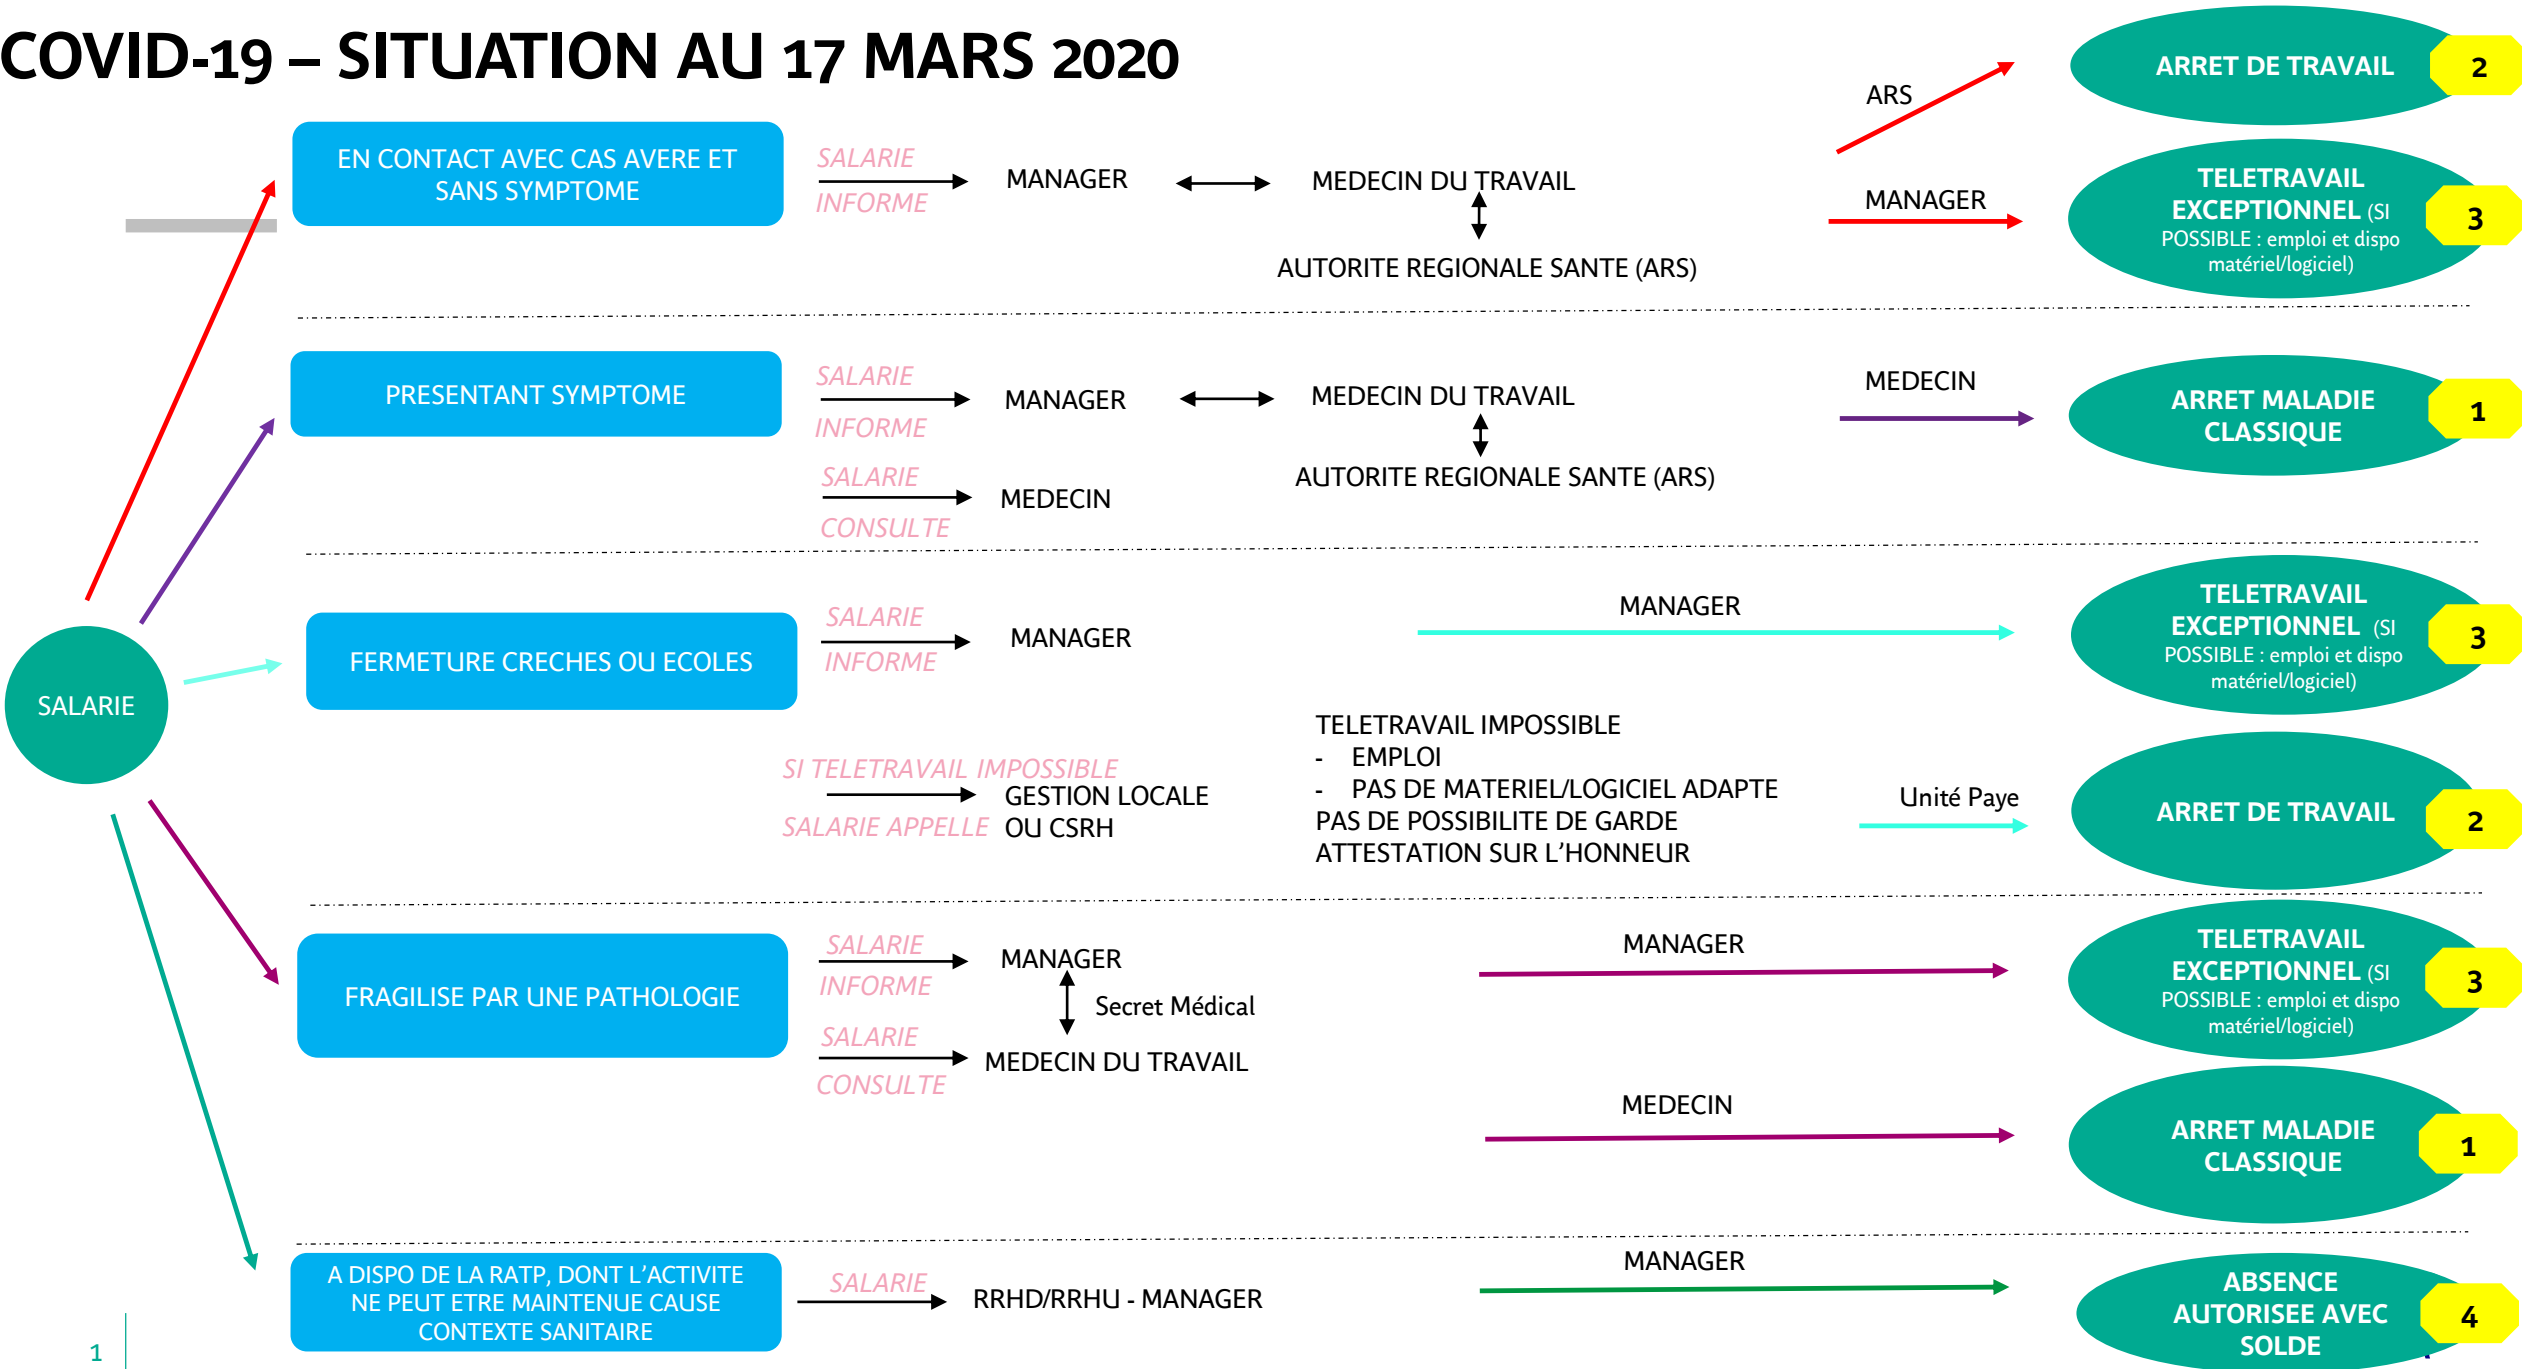 COVID-19 – SITUATION AU 17 MARS 2020
EN CONTACT AVEC CAS AVERE ET
SANS SYMPTOME
SALARIE
INFORME
MANAGER
MEDECIN DU TRAVAIL
AUTORITE REGIONALE SANTE (ARS)
ARS
ARRET DE TRAVAIL
2
MANAGER
TELETRAVAIL
EXCEPTIONNEL (SI
POSSIBLE : emploi et dispo
matériel/logiciel)
3
PRESENTANT SYMPTOME
SALARIE
INFORME
MANAGER
MEDECIN DU TRAVAIL
AUTORITE REGIONALE SANTE (ARS)
SALARIE
CONSULTE
MEDECIN
MEDECIN
ARRET MALADIE
CLASSIQUE
1
SALARIE
FERMETURE CRECHES OU ECOLES
SALARIE
INFORME
MANAGER
MANAGER
TELETRAVAIL
EXCEPTIONNEL (SI
POSSIBLE : emploi et dispo
matériel/logiciel)
3
SI TELETRAVAIL IMPOSSIBLE
SALARIE APPELLE
GESTION LOCALE
OU CSRH
TELETRAVAIL IMPOSSIBLE
- EMPLOI
- PAS DE MATERIEL/LOGICIEL ADAPTE
PAS DE POSSIBILITE DE GARDE
ATTESTATION SUR L'HONNEUR
Unité Paye
ARRET DE TRAVAIL
2
FRAGILISE PAR UNE PATHOLOGIE
SALARIE
INFORME
MANAGER
Secret Médical
SALARIE
CONSULTE
MEDECIN DU TRAVAIL
MANAGER
TELETRAVAIL
EXCEPTIONNEL (SI
POSSIBLE : emploi et dispo
matériel/logiciel)
3
MEDECIN
ARRET MALADIE
CLASSIQUE
1
A DISPO DE LA RATP, DONT L'ACTIVITE
NE PEUT ETRE MAINTENUE CAUSE
CONTEXTE SANITAIRE
SALARIE
RRHD/RRHU - MANAGER
MANAGER
ABSENCE
AUTORISEE AVEC
SOLDE
4
1